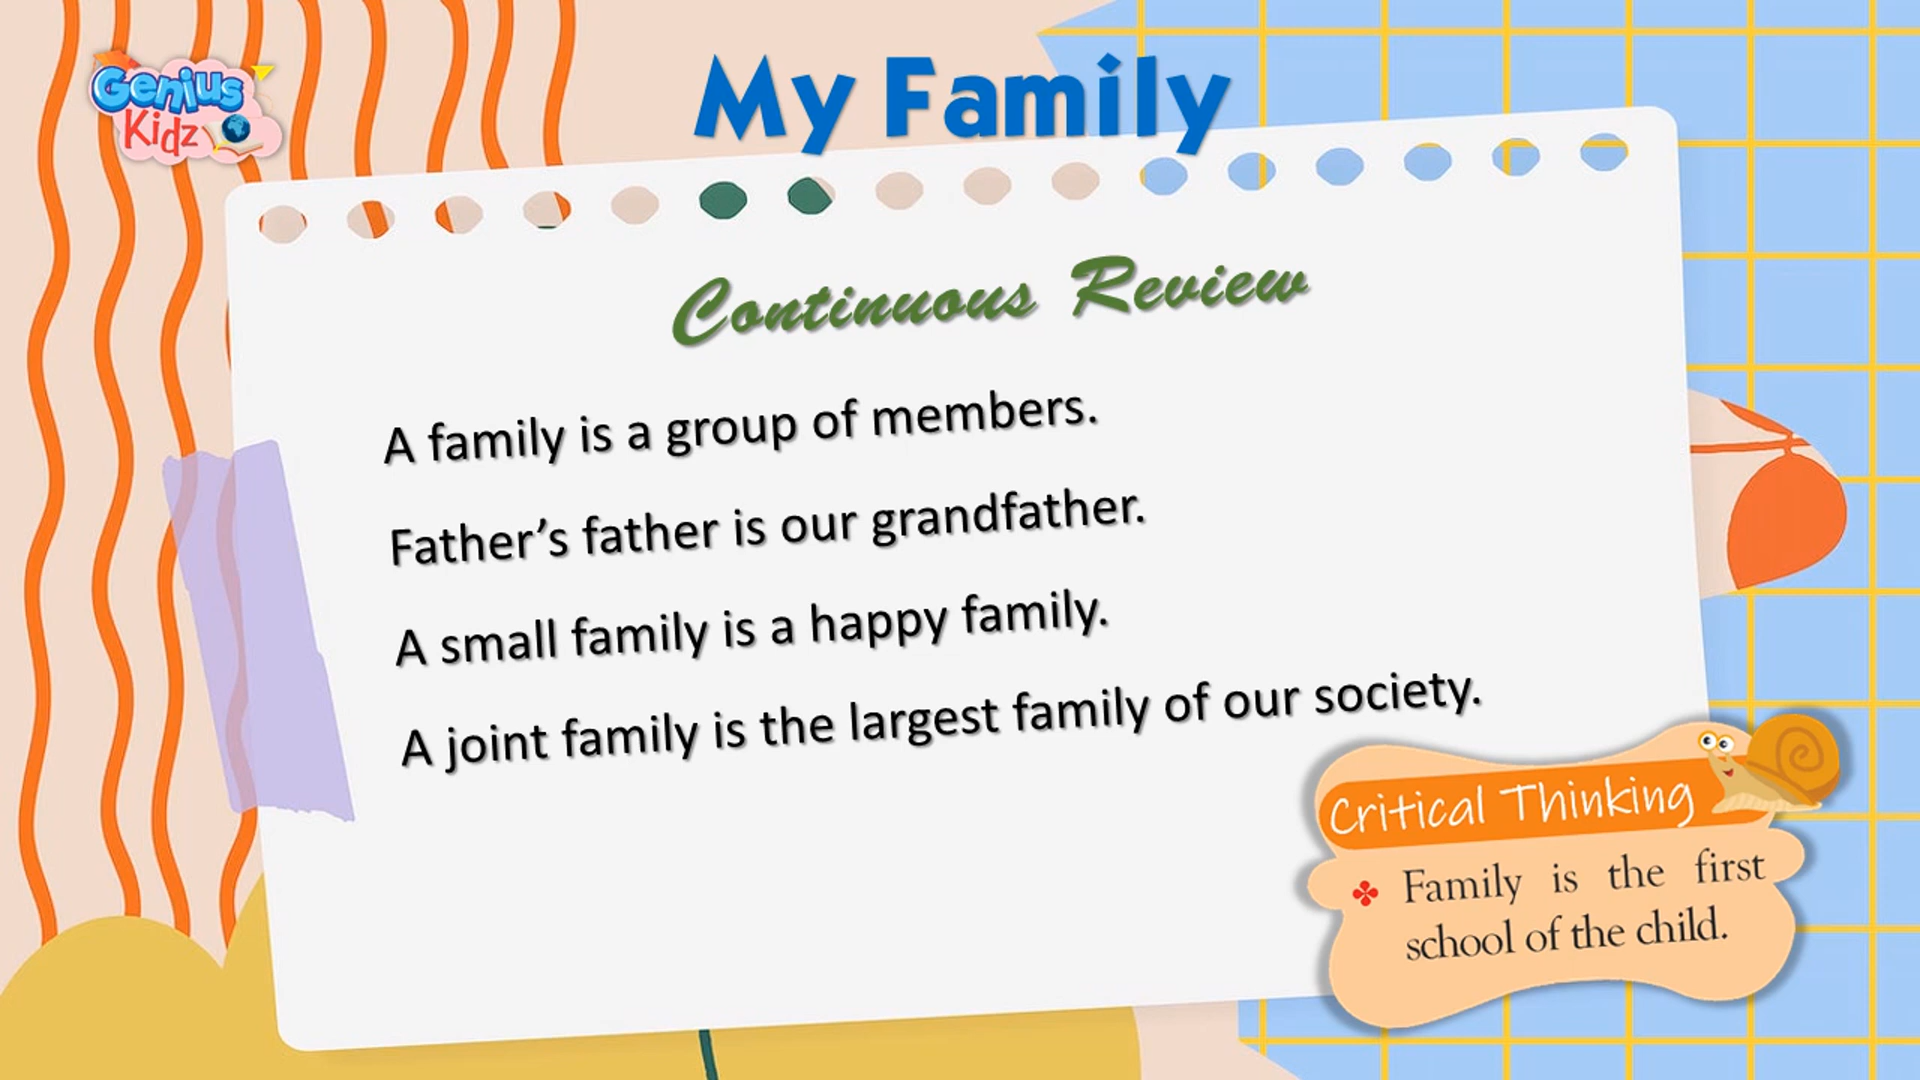 Genius
Kidz
My Family
Continuous Review
A family is a group of members.
Father’s father is our grandfather.
A small family is a happy family.
A joint family is the largest family of our society.
Critical Thinking
Family is the first
school of the child.